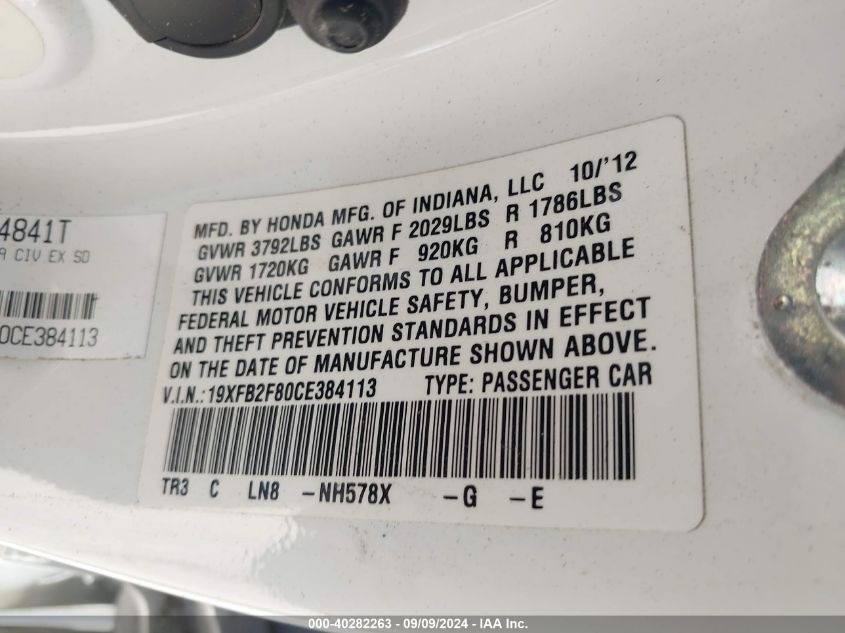 4841T
CIV EX SD
0CE384113
MFD. BY HONDA MFG. OF INDIANA, LLC 10/'12
GVWR 3792LBS GAWR F 2029LBS R 1786LBS
GVWR 1720KG GAWR F 920KG R 810KG
THIS VEHICLE CONFORMS TO ALL APPLICABLE
FEDERAL MOTOR VEHICLE SAFETY, BUMPER,
AND THEFT PREVENTION STANDARDS IN EFFECT
ON THE DATE OF MANUFACTURE SHOWN ABOVE.
V.I.N.:19XFB2F80CE384113 TYPE: PASSENGER CAR
TR3 C LN8 -NH578X -G -E
000-40282263 - 09/09/2024 - IAA Inc.